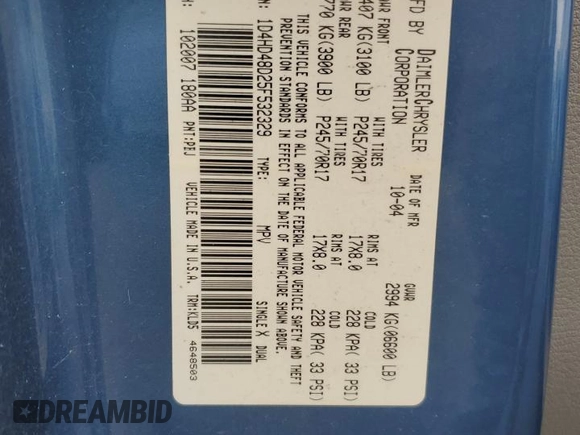 MFD BY DAIMLERCHRYSLER CORPORATION
DATE OF MFR 10-04
GVWR 2994 KG(06600 LB)
GAWR FRONT 1407 KG(3100 LB)
WITH TIRES P245/70R17
RIMS AT 17X8.0
COLD 228 KPA( 33 PSI)
GAWR REAR 1770 KG(3900 LB)
WITH TIRES P245/70R17
RIMS AT 17X8.0
COLD 228 KPA( 33 PSI)
THIS VEHICLE CONFORMS TO ALL APPLICABLE FEDERAL MOTOR VEHICLE SAFETY AND THEFT
PREVENTION STANDARDS IN EFFECT ON THE DATE OF MANUFACTURE SHOWN ABOVE.
1D4HD48D25F532329 TYPE: MPV SINGLE X DUAL
102007 180AA PNT:PBJ VEHICLE MADE IN U.S.A. TRM:KLD5 4648503
DREAMBID